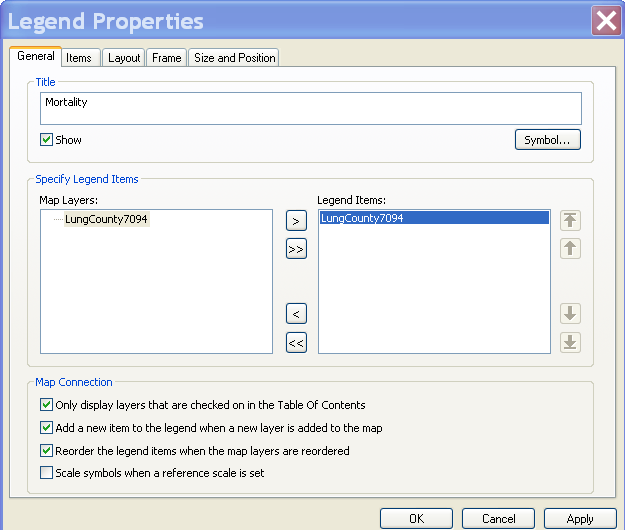 Legend Properties
General Items Layout Frame Size and Position
Title
Mortality
Show Symbol...
Specify Legend Items
Map Layers: Legend Items:
LungCounty7094 > LungCounty7094
>>
<
<<
Map Connection
Only display layers that are checked on in the Table Of Contents
Add a new item to the legend when a new layer is added to the map
Reorder the legend items when the map layers are reordered
Scale symbols when a reference scale is set
OK Cancel Apply